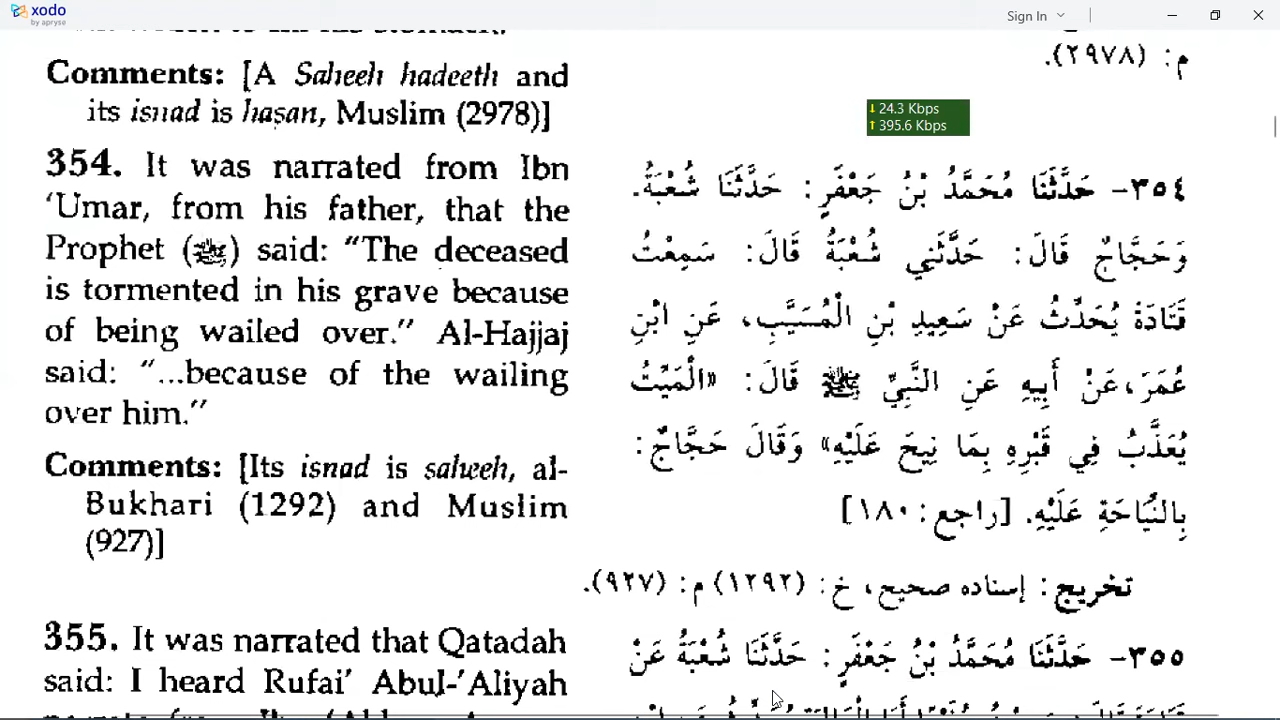 xodo
by apryse
Sign In
Comments: [A Saheeh hadeeth and
its isnad is hasan, Muslim (2978)]
354. It was narrated from Ibn
‘Umar, from his father, that the
Prophet (ﷺ) said: “The deceased
is tormented in his grave because
of being wailed over.” Al-Hajjaj
said: “...because of the wailing
over him.”
Comments: [Its isnad is saheeh, al-
Bukhari (1292) and Muslim
(927)]
355. It was narrated that Qatadah
said: I heard Rufai’ Abul-’Aliyah
م: (٢٩٧٨).
24.3 Kbps
395.6 Kbps
٣٥٤- حَدَّثَنَا مُحَمَّدُ بْنُ جَعْفَرٍ: حَدَّثَنَا شُعْبَةُ.
وَحَجَّاجٌ قَالَ: حَدَّثَنِي شُعْبَةُ قَالَ: سَمِعْتُ
قَتَادَةَ يُحَدِّثُ عَنْ سَعِيدِ بْنِ الْمُسَيَّبِ، عَنِ ابْنِ
عُمَرَ، عَنْ أَبِيهِ عَنِ النَّبِيِّ ﷺ قَالَ: «الْمَيِّتُ
يُعَذَّبُ فِي قَبْرِهِ بِمَا نِيحَ عَلَيْهِ» وَقَالَ حَجَّاجٌ:
بِالنِّيَاحَةِ عَلَيْهِ. [راجع: ١٨٠]
تخريج: إسناده صحيح، خ: (١٢٩٢) م: (٩٢٧).
٣٥٥- حَدَّثَنَا مُحَمَّدُ بْنُ جَعْفَرٍ: حَدَّثَنَا شُعْبَةُ عَنْ